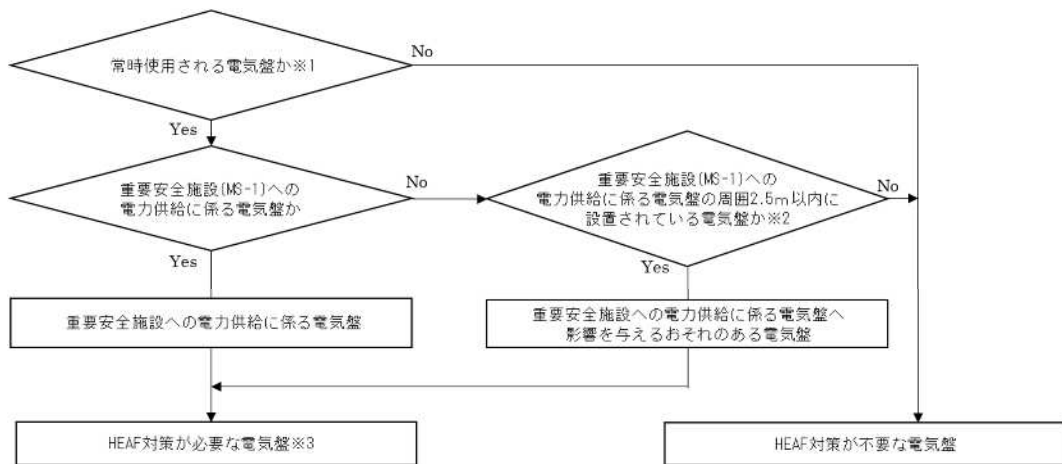 常時使用される電気盤か※1
No
Yes
重要安全施設(MS-1)への
電力供給に係る電気盤か
No
重要安全施設(MS-1)への
電力供給に係る電気盤の周囲2.5m以内に
設置されている電気盤か※2
No
Yes
Yes
重要安全施設への電力供給に係る電気盤
重要安全施設への電力供給に係る電気盤へ
影響を与えるおそれのある電気盤
HEAF対策が必要な電気盤※3
HEAF対策が不要な電気盤